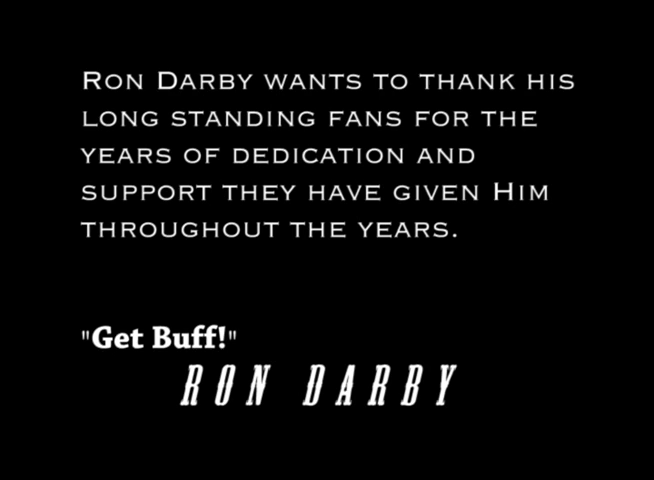 Ron Darby wants to thank his
long standing fans for the
years of dedication and
support they have given Him
throughout the years.
"Get Buff!"
RON DARBY